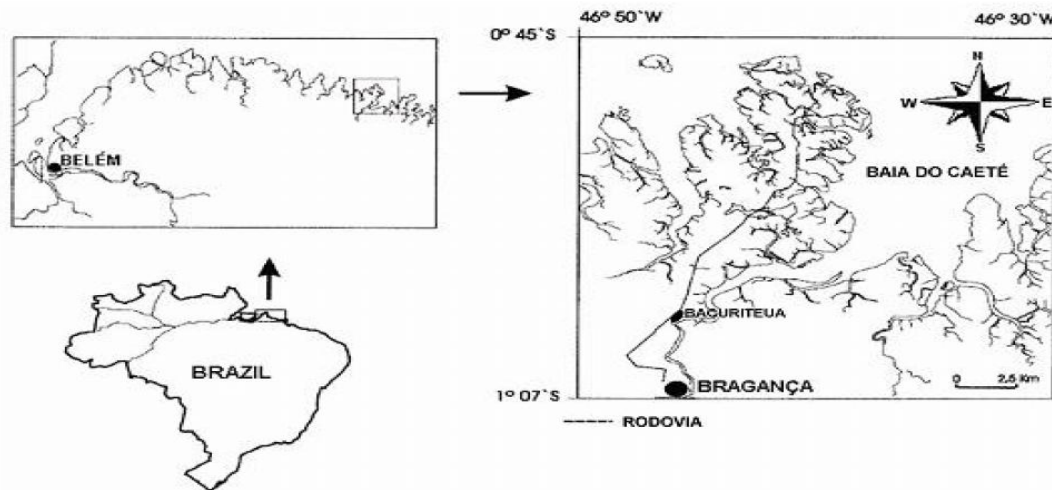 46º 50`W
46º 30`W
0º 45`S
N
W
E
S
BELÉM
BAIA DO CAETÉ
BACURITEUA
BRAZIL
BRAGANÇA
0
2.5 Km
1º 07`S
RODOVIA